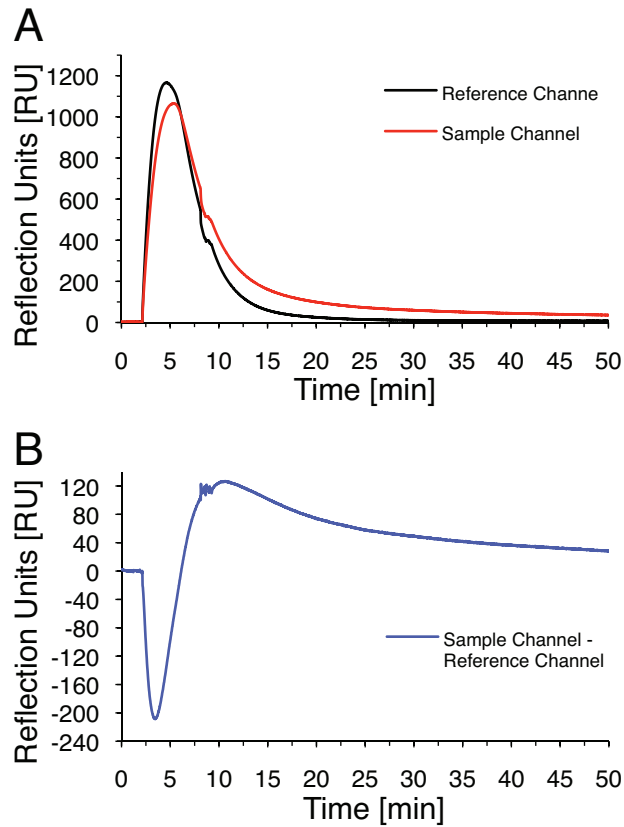 A
Reflection Units [RU]
1200
1000
800
600
400
200
0
Reference Channe
Sample Channel
0 5 10 15 20 25 30 35 40 45 50
Time [min]
B
Reflection Units [RU]
120
80
40
0
-40
-80
-120
-160
-200
-240
Sample Channel -
Reference Channel
0 5 10 15 20 25 30 35 40 45 50
Time [min]